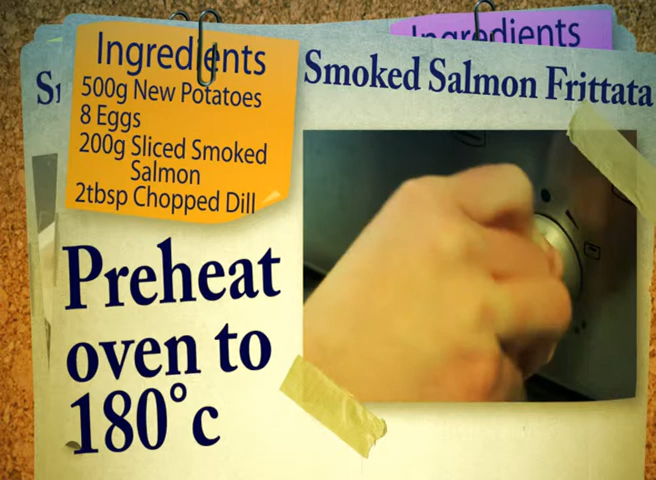 Ingredients
500g New Potatoes
8 Eggs
200g Sliced Smoked
Salmon
2tbsp Chopped Dill
Ingredients
Smoked Salmon Frittata
Preheat
oven to
180°c